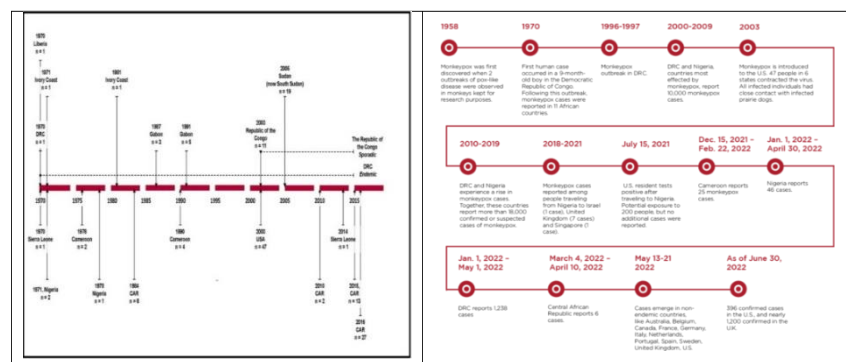 1970
Liberia
n = 1
1971
Ivory Coast
n = 1
1981
Ivory Coast
n = 1
2005
Sudan
(now South Sudan)
n = 19
1970
DRC
n = 1
1987
Gabon
1991
Gabon
2003
Republic of the
Congo
n = 11
The Republic of
the Congo
Sporadic
DRC
Endemic
1970
1975
1980
1985
1990
1995
2000
2005
2010
2015
1970
Sierra Leone
n = 1
Cameroon
n = 2
Cameroon
n = 4
USA
n = 47
2014
Sierra Leone
n = 1
1971, Nigeria
n = 2
Nigeria
n = 1
1984
CAR
n = 6
2010
CAR
n = 2
2015,
CAR
CAR
n = 27
1958
Monkeypox was first
discovered when 2
outbreaks of pox-like
disease were observed
in monkeys kept for
research purposes.
1970
First human case
occurred in a 9-month-
old boy in the Democratic
Republic of Congo.
Following this outbreak,
monkeypox cases were
reported in 11 African
countries.
1996-1997
Monkeypox
outbreak in DRC
2000-2009
DRC and Nigeria,
countries most
effected by
monkeypox, report
10,000 monkeypox
cases.
2003
Monkeypox is introduced
to the U.S. 47 people in 6
states contracted the virus.
All infected individuals had
close contact with infected
prairie dogs.
2010-2019
DRC and Nigeria
experience a rise in
monkeypox cases.
Together, these countries
report more than 18,000
confirmed or suspected
cases of monkeypox.
2018-2021
Monkeypox cases
reported among
people traveling
from Nigeria to Israel
(1 case), United
Kingdom (7 cases)
and Singapore (1
case).
July 15, 2021
U.S. resident tests
positive after
traveling to Nigeria.
Potential exposure to
200 people, but no
additional cases were
reported.
Dec. 15, 2021 –
Feb. 22, 2022
Cameroon reports
25 monkeypox
cases.
Jan. 1, 2022 –
April 30, 2022
Nigeria reports
46 cases.
Jan. 1, 2022 –
May 1, 2022
DRC reports 1,238
cases
March 4, 2022 –
April 10, 2022
Central African
Republic reports 6
cases.
May 13-21
2022
Cases emerge in non-
endemic countries,
like Australia, Belgium,
Canada, France, Germany,
Italy, Netherlands,
Portugal, Spain, Sweden,
United Kingdom, U.S.
As of June 30,
2022
396 confirmed cases
in the U.S., and nearly
1,200 confirmed in the
U.K.